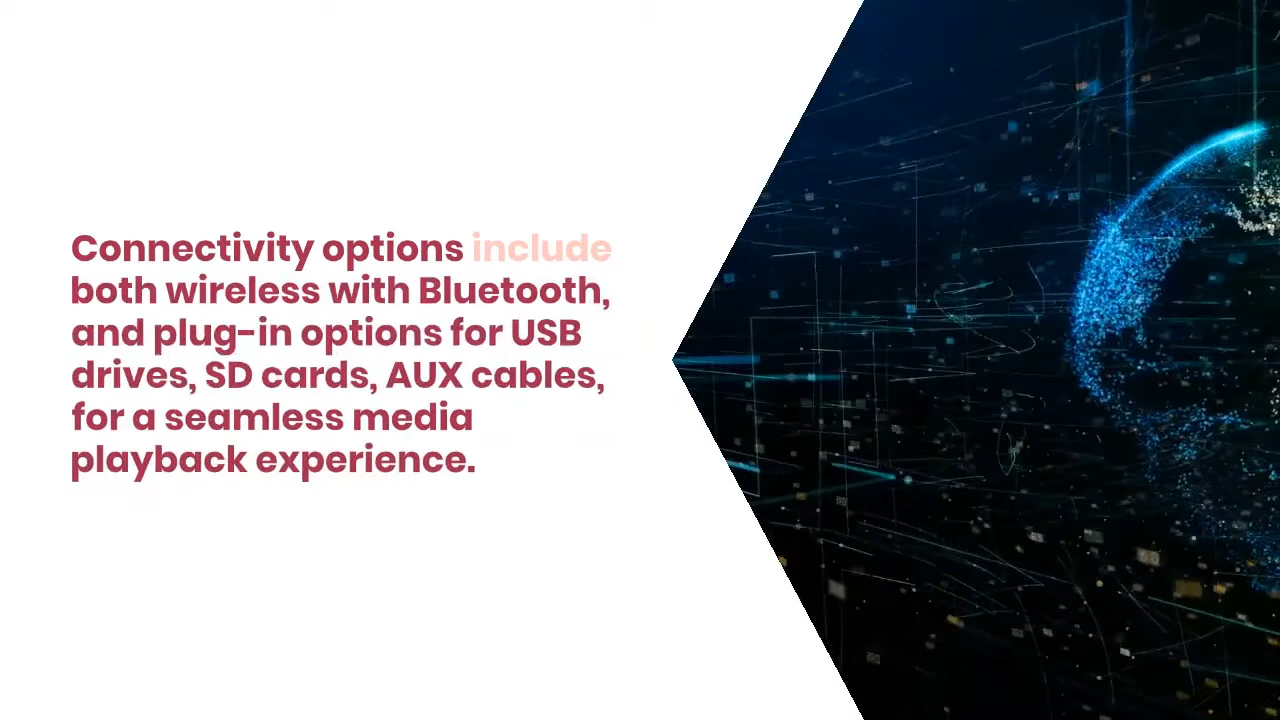 Connectivity options include
both wireless with Bluetooth,
and plug-in options for USB
drives, SD cards, AUX cables,
for a seamless media
playback experience.